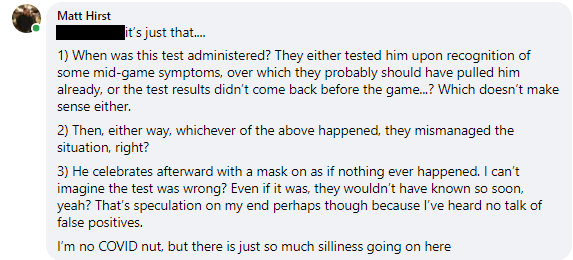 Matt Hirst
it's just that....
1) When was this test administered? They either tested him upon recognition of
some mid-game symptoms, over which they probably should have pulled him
already, or the test results didn't come back before the game...? Which doesn't make
sense either.
2) Then, either way, whichever of the above happened, they mismanaged the
situation, right?
3) He celebrates afterward with a mask on as if nothing ever happened. I can't
imagine the test was wrong? Even if it was, they wouldn't have known so soon,
yeah? That's speculation on my end perhaps though because I've heard no talk of
false positives.
I'm no COVID nut, but there is just so much silliness going on here